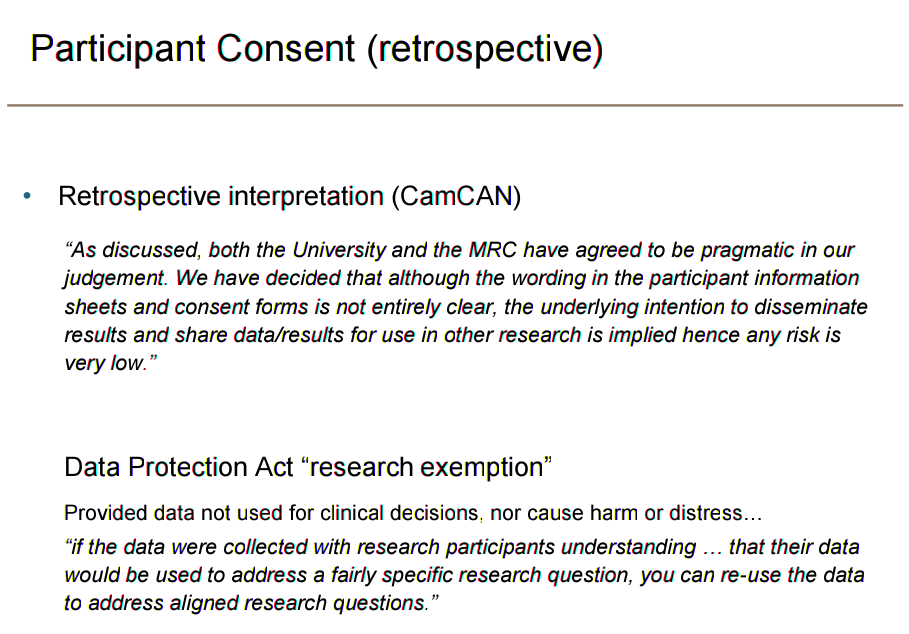 Participant Consent (retrospective)
• Retrospective interpretation (CamCAN)
“As discussed, both the University and the MRC have agreed to be pragmatic in our
judgement. We have decided that although the wording in the participant information
sheets and consent forms is not entirely clear, the underlying intention to disseminate
results and share data/results for use in other research is implied hence any risk is
very low.”
Data Protection Act “research exemption”
Provided data not used for clinical decisions, nor cause harm or distress…
“if the data were collected with research participants understanding … that their data
would be used to address a fairly specific research question, you can re-use the data
to address aligned research questions.”